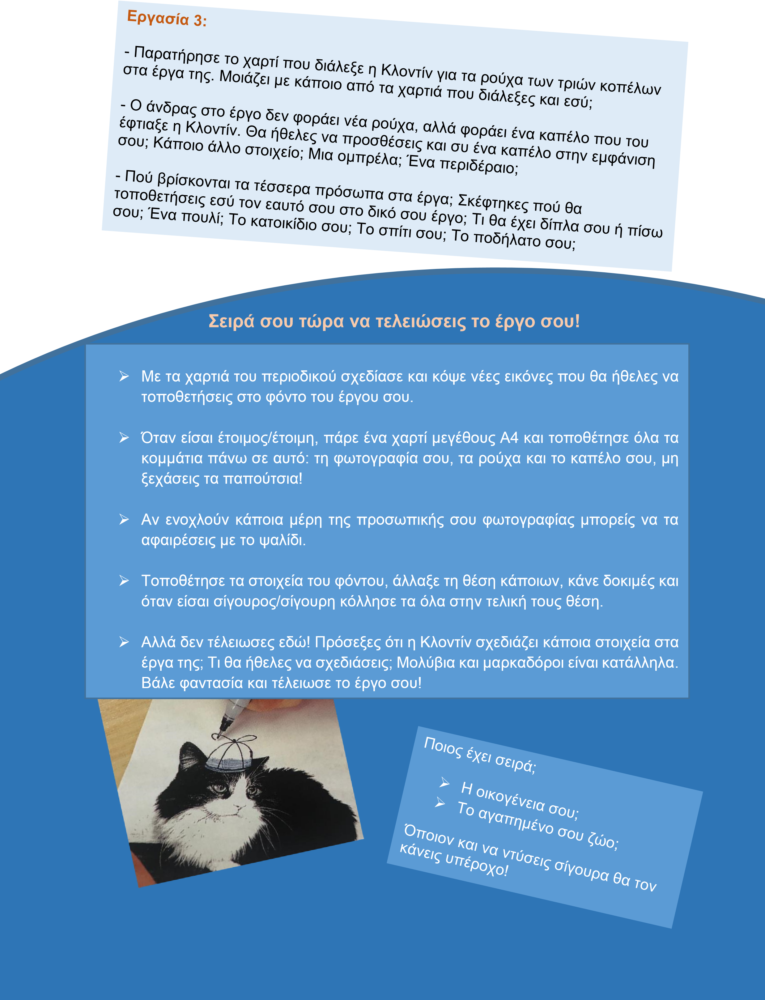 Εργασία 3:
- Παρατήρησε το χαρτί που διάλεξε η Κλοντίν για τα ρούχα των τριών κοπέλων
στα έργα της. Μοιάζει με κάποιο από τα χαρτιά που διάλεξες και εσύ;
- Ο άνδρας στο έργο δεν φοράει νέα ρούχα, αλλά φοράει ένα καπέλο που του
έφτιαξε η Κλοντίν. Θα ήθελες να προσθέσεις και συ ένα καπέλο στην εμφάνιση
σου; Κάποιο άλλο στοιχείο; Μια ομπρέλα; Ένα περιδέραιο;
- Πού βρίσκονται τα τέσσερα πρόσωπα στα έργα; Σκέφτηκες πού θα
τοποθετήσεις εσύ τον εαυτό σου στο δικό σου έργο; Τι θα έχει δίπλα σου ή πίσω
σου; Ένα πουλί; Το κατοικίδιο σου; Το σπίτι σου; Το ποδήλατο σου;
Σειρά σου τώρα να τελειώσεις το έργο σου!
➢ Με τα χαρτιά του περιοδικού σχεδίασε και κόψε νέες εικόνες που θα ήθελες να
τοποθετήσεις στο φόντο του έργου σου.
➢ Όταν είσαι έτοιμος/έτοιμη, πάρε ένα χαρτί μεγέθους Α4 και τοποθέτησε όλα τα
κομμάτια πάνω σε αυτό: τη φωτογραφία σου, τα ρούχα και το καπέλο σου, μη
ξεχάσεις τα παπούτσια!
➢ Αν ενοχλούν κάποια μέρη της προσωπικής σου φωτογραφίας μπορείς να τα
αφαιρέσεις με το ψαλίδι.
➢ Τοποθέτησε τα στοιχεία του φόντου, άλλαξε τη θέση κάποιων, κάνε δοκιμές και
όταν είσαι σίγουρος/σίγουρη κόλλησε τα όλα στην τελική τους θέση.
➢ Αλλά δεν τέλειωσες εδώ! Πρόσεξες ότι η Κλοντίν σχεδιάζει κάποια στοιχεία στα
έργα της; Τι θα ήθελες να σχεδιάσεις; Μολύβια και μαρκαδόροι είναι κατάλληλα.
Βάλε φαντασία και τέλειωσε το έργο σου!
Ποιος έχει σειρά;
➢ Η οικογένεια σου;
➢ Το αγαπημένο σου ζώο;
Όποιον και να ντύσεις σίγουρα θα τον
κάνεις υπέροχο!